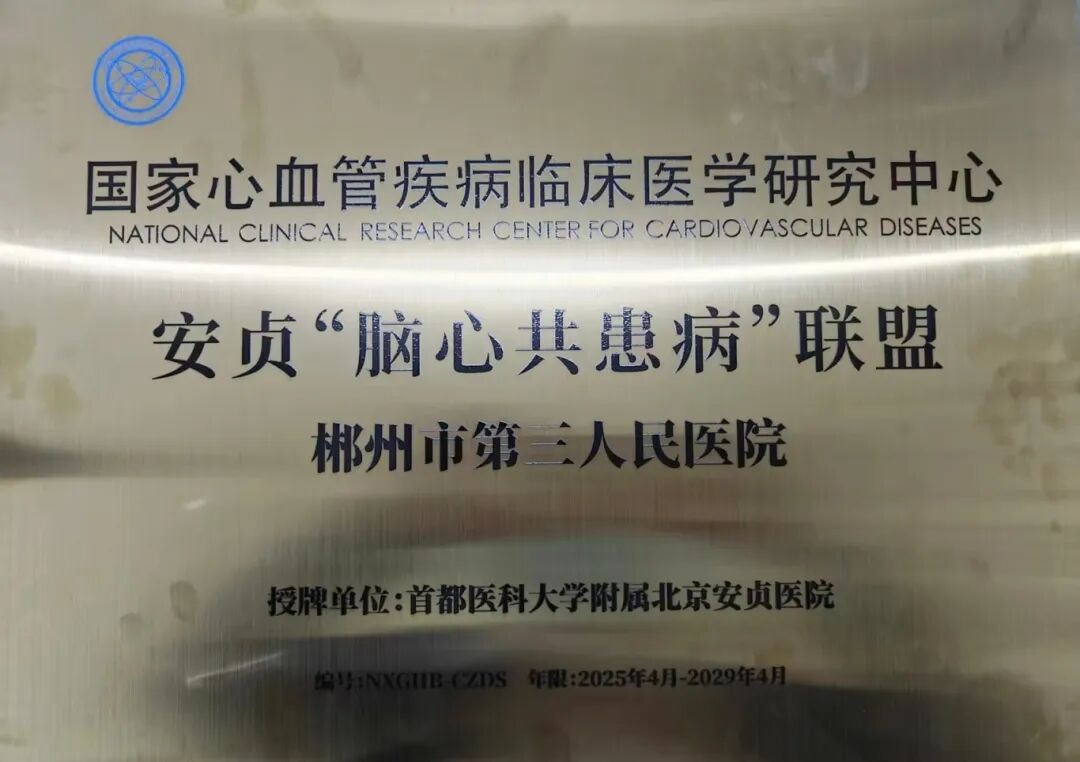 国家心血管疾病临床医学研究中心
NATIONAL CLINICAL RESEARCH CENTER FOR CARDIOVASCULAR DISEASES
安贞“脑心共患病”联盟
郴州市第三人民医院
授牌单位:首都医科大学附属北京安贞医院
编号:NXGHB-CZDS 年限:2025年4月-2029年4月